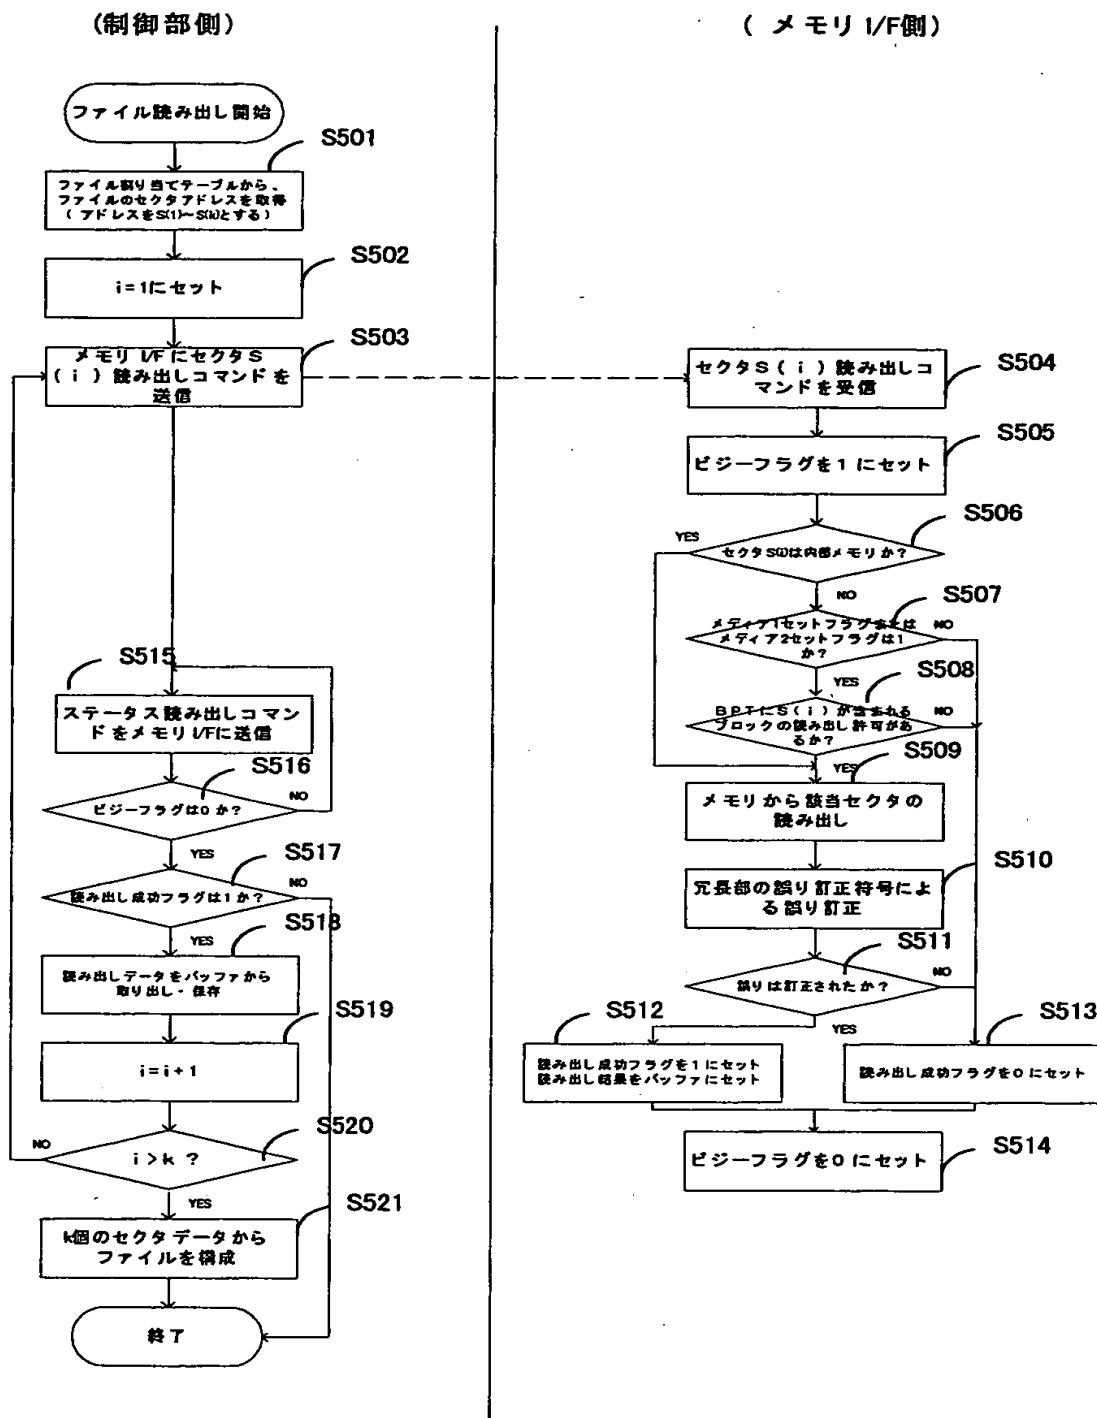 (制御部側)
ファイル読み出し開始
S501
ファイル割り当てテーブルから、
ファイルのセクタアドレスを取得
(アドレスをS(1)~S(k)とする)
S502
i=1にセット
S503
メモリI/FにセクタS
(i)読み出しコマンドを
送信
S515
ステータス読み出しコマン
ドをメモリI/Fに送信
S516
ビジーフラグは0か?
NO
YES
S517
読み出し成功フラグは1か?
NO
YES
S518
読み出しデータをバッファから
取り出し・保存
S519
i=i+1
S520
i>k ?
NO
YES
S521
k個のセクタデータから
ファイルを構成
終了
(メモリI/F側)
S504
セクタS(i)読み出しコ
マンドを受信
S505
ビジーフラグを1にセット
S506
YES
セクタS(i)は内部メモリか?
NO
S507
メディア1セットフラグまたは
メディア2セットフラグは1
か?
NO
YES
S508
BPTにS(i)が含まれる
ブロックの読み出し許可があ
るか?
NO
YES
S509
メモリから該当セクタの
読み出し
S510
冗長部の誤り訂正符号によ
る誤り訂正
S511
誤りは訂正されたか?
NO
YES
S512
読み出し成功フラグを1にセット
読み出し結果をバッファにセット
S513
読み出し成功フラグを0にセット
S514
ビジーフラグを0にセット